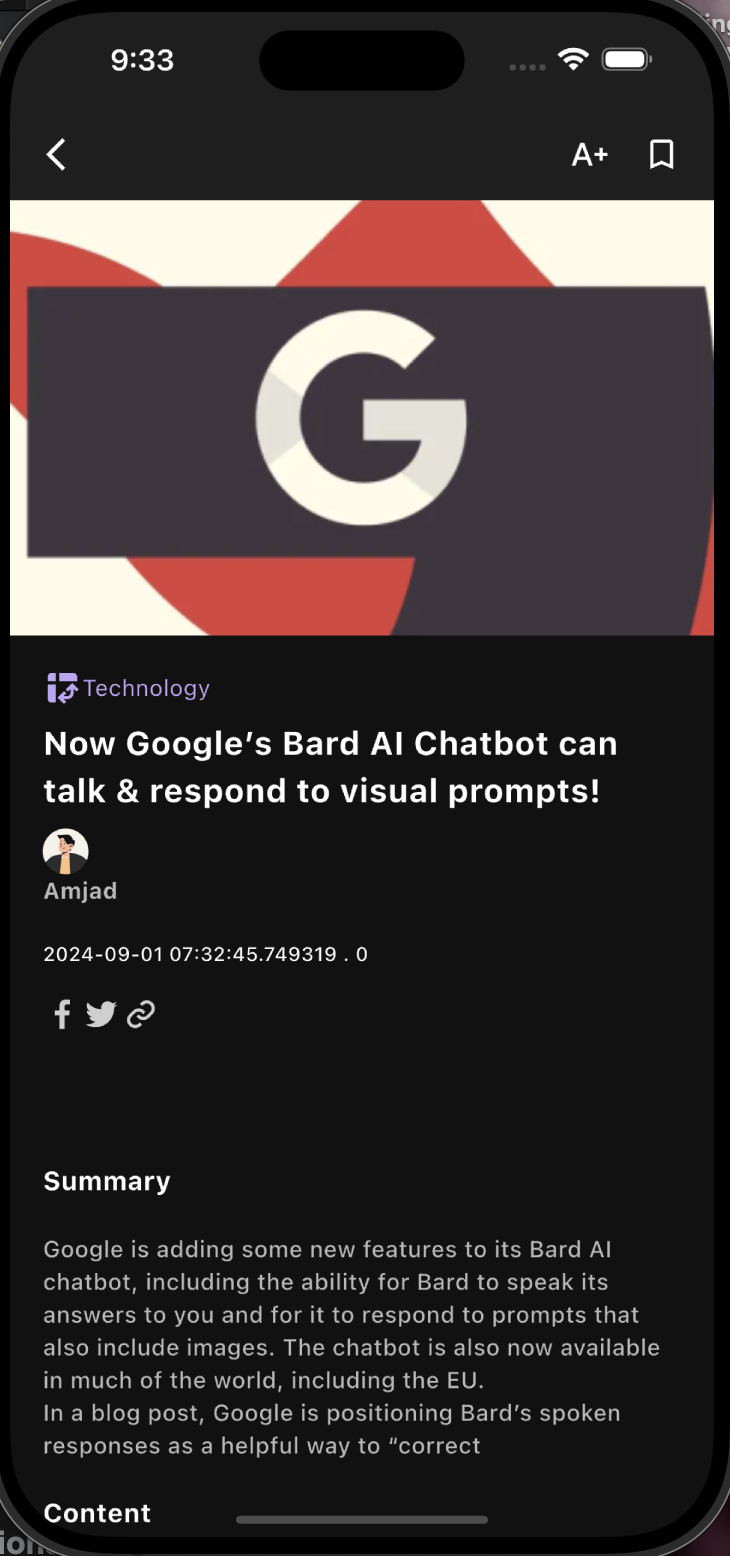 ing
9:33
A+
G
Technology
Now Google’s Bard AI Chatbot can
talk & respond to visual prompts!
Amjad
2024-09-01 07:32:45.749319 . 0
Summary
Google is adding some new features to its Bard AI
chatbot, including the ability for Bard to speak its
answers to you and for it to respond to prompts that
also include images. The chatbot is also now available
in much of the world, including the EU.
In a blog post, Google is positioning Bard’s spoken
responses as a helpful way to “correct
Content